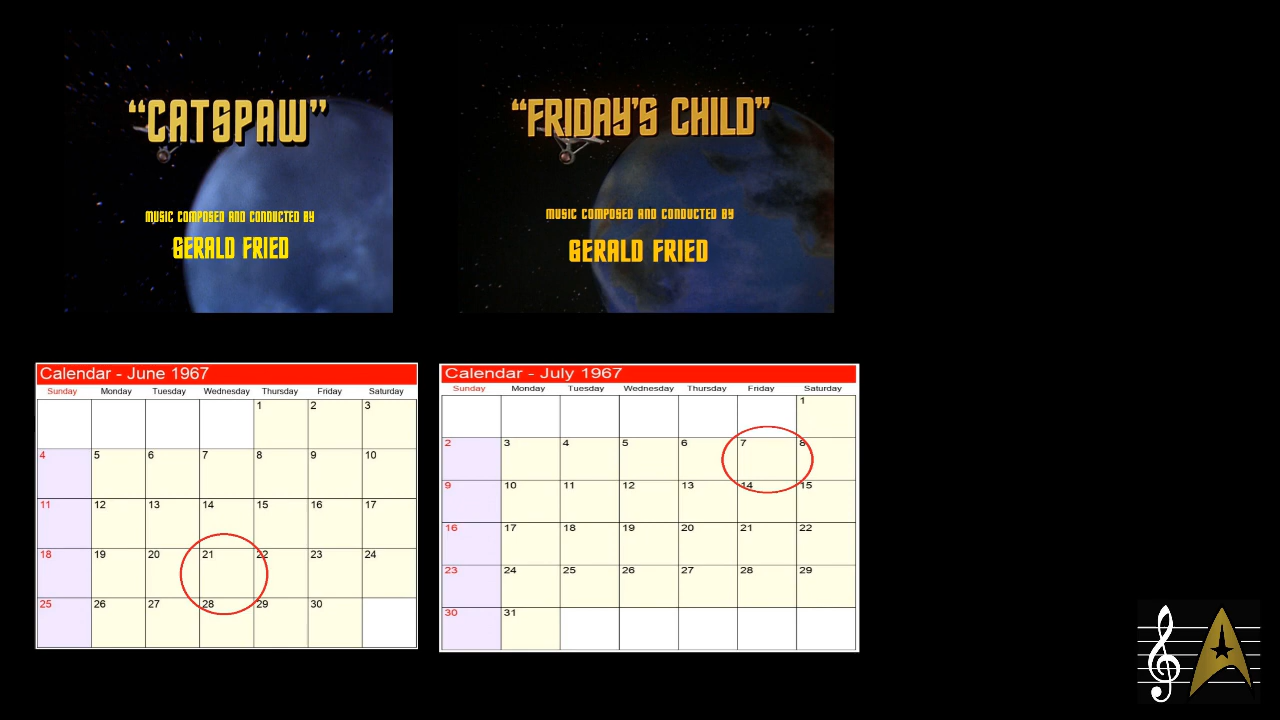 “CATSPAW”
MUSIC COMPOSED AND CONDUCTED BY
GERALD FRIED
“FRIDAY’S CHILD”
MUSIC COMPOSED AND CONDUCTED BY
GERALD FRIED
Calendar - June 1967
Sunday Monday Tuesday Wednesday Thursday Friday Saturday
1 2 3
4 5 6 7 8 9 10
11 12 13 14 15 16 17
18 19 20 21 22 23 24
25 26 27 28 29 30
Calendar - July 1967
Sunday Monday Tuesday Wednesday Thursday Friday Saturday
1
2 3 4 5 6 7 8
9 10 11 12 13 14 15
16 17 18 19 20 21 22
23 24 25 26 27 28 29
30 31